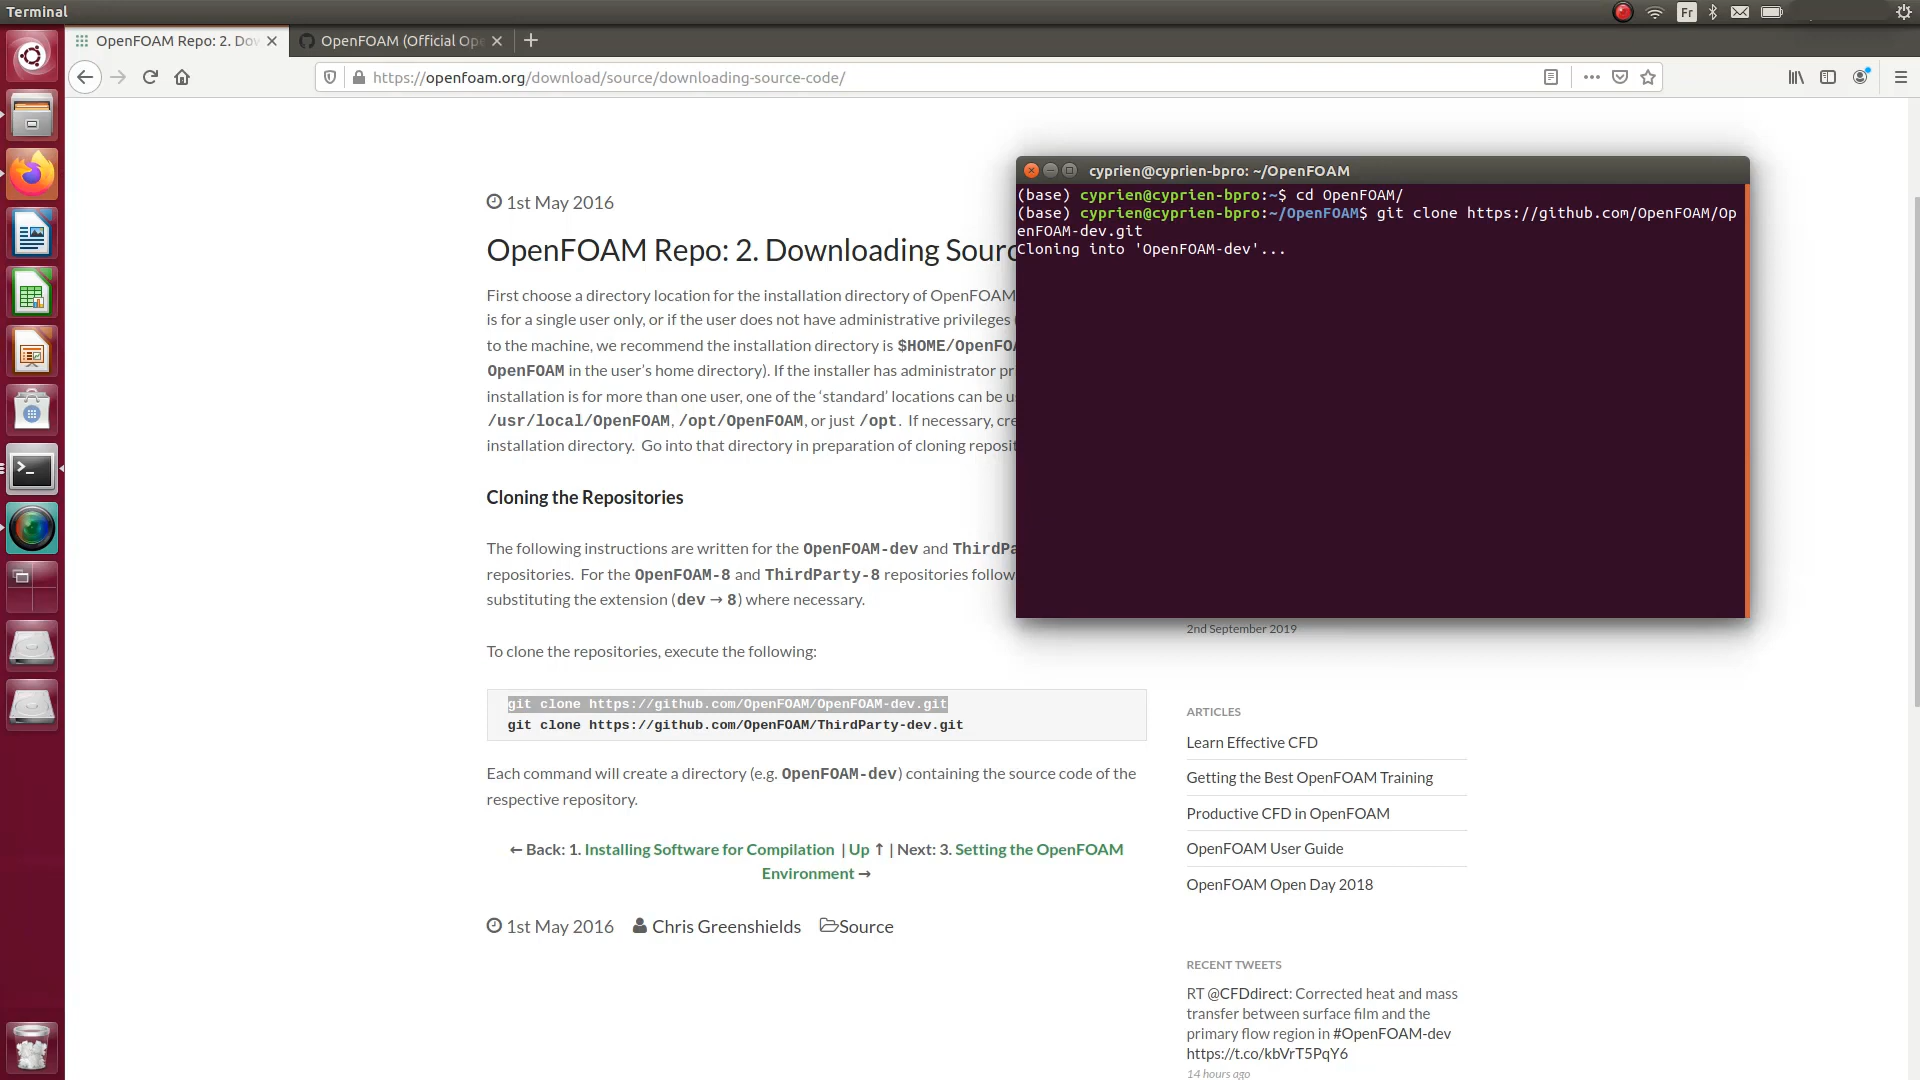 Terminal
Fr
OpenFOAM Repo: 2. Dov
OpenFOAM (Official Ope
https://openfoam.org/download/source/downloading-source-code/
1st May 2016
OpenFOAM Repo: 2. Downloading Sourc
First choose a directory location for the installation directory of OpenFOAM
is for a single user only, or if the user does not have administrative privileges
to the machine, we recommend the installation directory is $HOME/OpenFOA
OpenFOAM in the user’s home directory). If the installer has administrator pr
installation is for more than one user, one of the ‘standard’ locations can be u
/usr/local/OpenFOAM, /opt/OpenFOAM, or just /opt. If necessary, cre
installation directory. Go into that directory in preparation of cloning reposit
Cloning the Repositories
The following instructions are written for the OpenFOAM-dev and ThirdPa
repositories. For the OpenFOAM-8 and ThirdParty-8 repositories follow
substituting the extension (dev → 8) where necessary.
To clone the repositories, execute the following:
git clone https://github.com/OpenFOAM/OpenFOAM-dev.git
git clone https://github.com/OpenFOAM/ThirdParty-dev.git
Each command will create a directory (e.g. OpenFOAM-dev) containing the source code of the
respective repository.
← Back: 1. Installing Software for Compilation | Up ↑ | Next: 3. Setting the OpenFOAM
Environment →
1st May 2016 Chris Greenshields Source
cyprien@cyprien-bpro: ~/OpenFOAM
(base) cyprien@cyprien-bpro:~$ cd OpenFOAM/
(base) cyprien@cyprien-bpro:~/OpenFOAM$ git clone https://github.com/OpenFOAM/Op
enFOAM-dev.git
Cloning into 'OpenFOAM-dev'...
2nd September 2019
ARTICLES
Learn Effective CFD
Getting the Best OpenFOAM Training
Productive CFD in OpenFOAM
OpenFOAM User Guide
OpenFOAM Open Day 2018
RECENT TWEETS
RT @CFDdirect: Corrected heat and mass
transfer between surface film and the
primary flow region in #OpenFOAM-dev
https://t.co/kbVrT5PqY6
14 hours ago